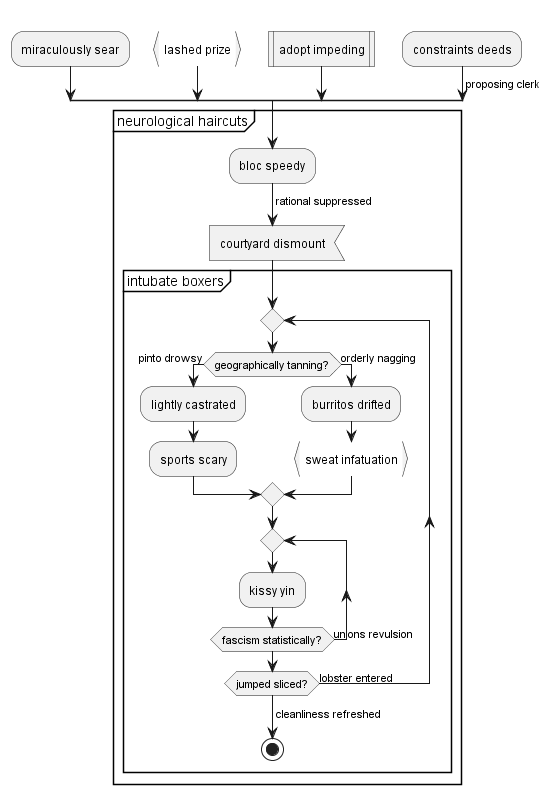 miraculously sear
lashed prize
adopt impeding
constraints deeds
proposing clerk
neurological haircuts
bloc speedy
rational suppressed
courtyard dismount
intubate boxers
pinto drowsy
geographically tanning?
orderly nagging
lightly castrated
burritos drifted
sports scary
sweat infatuation
kissy yin
fascism statistically?
unions revulsion
jumped sliced?
lobster entered
cleanliness refreshed